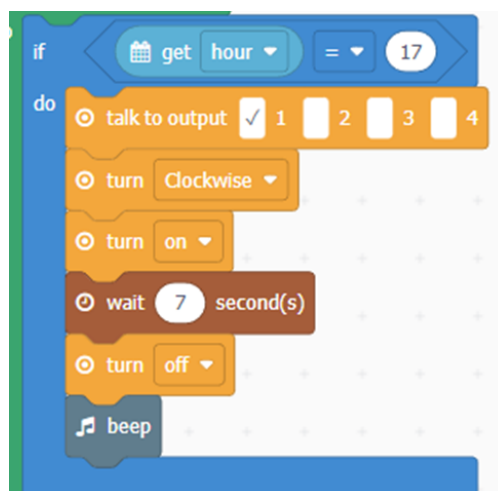 if get hour = 17
do talk to output ✓ 1 2 3 4
turn Clockwise
turn on
wait 7 second(s)
turn off
beep